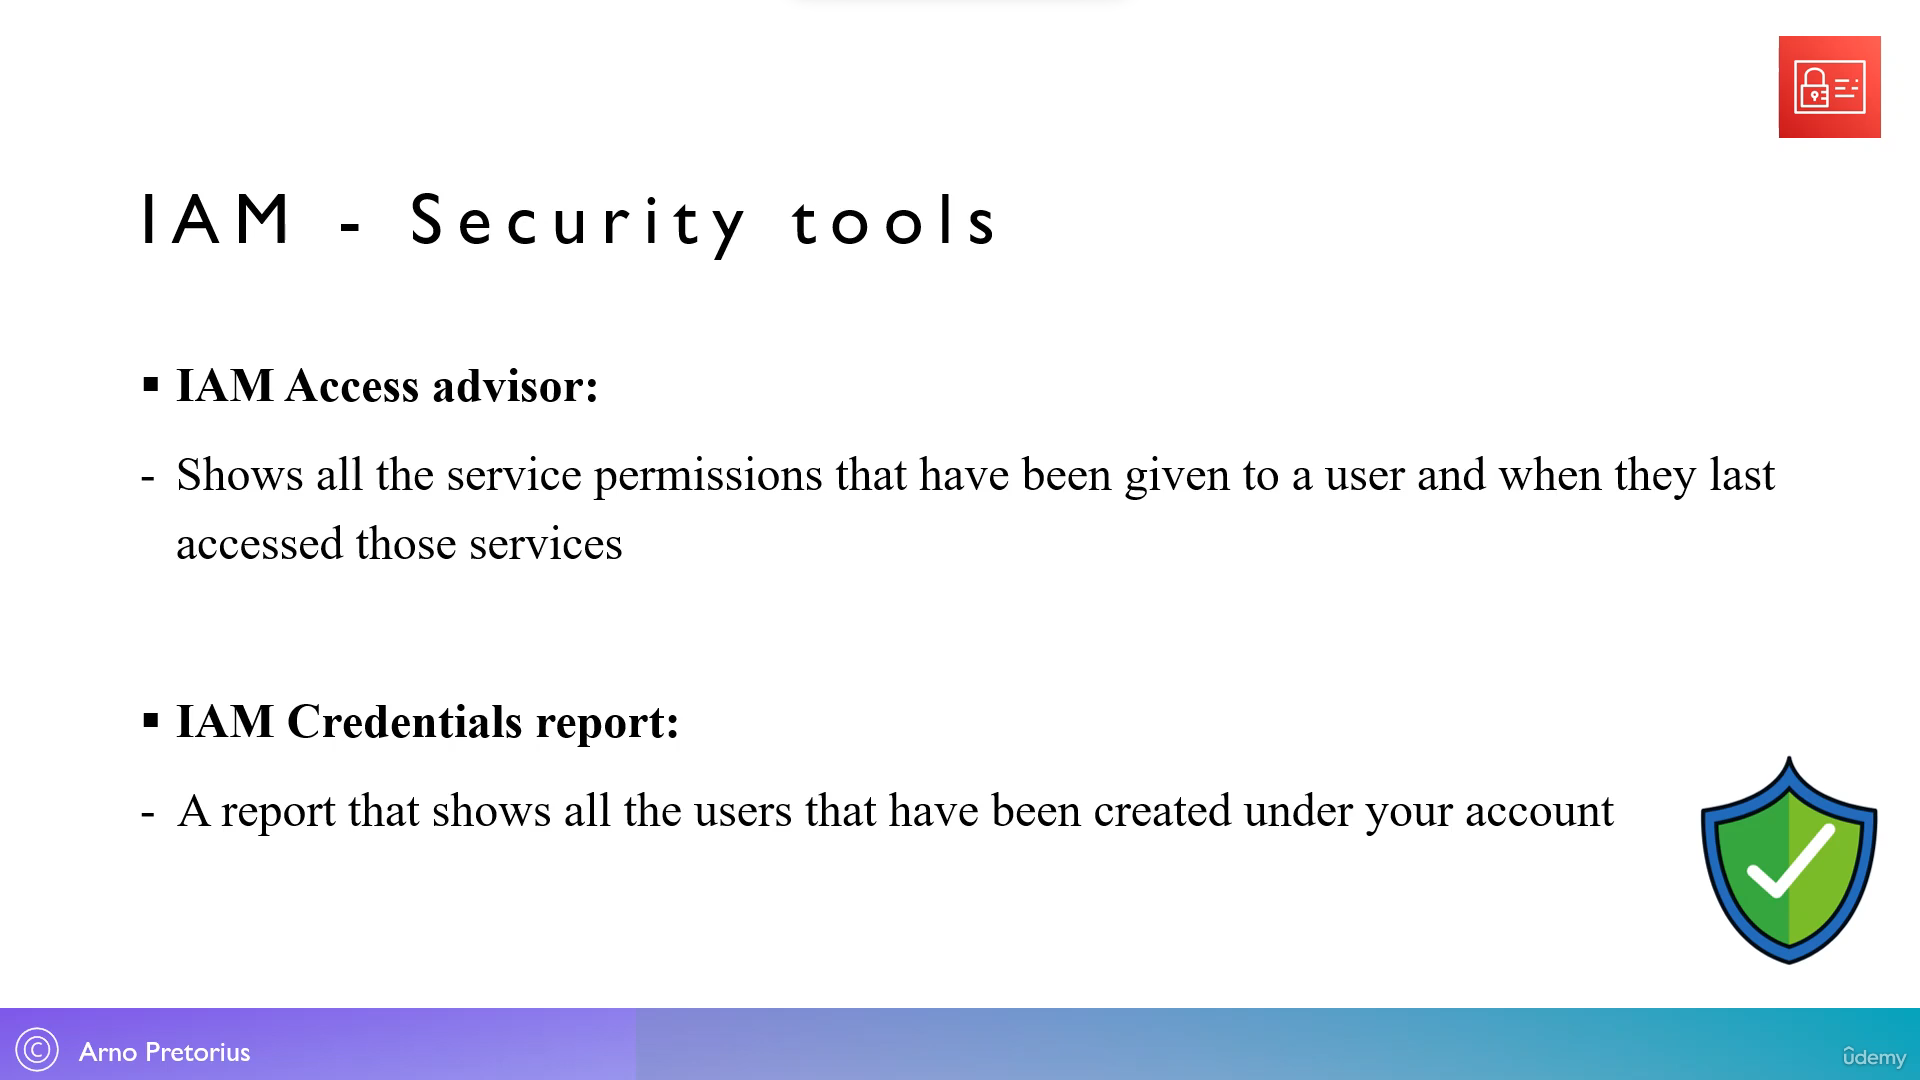 IAM - Security tools
▪ IAM Access advisor:
- Shows all the service permissions that have been given to a user and when they last
accessed those services
▪ IAM Credentials report:
- A report that shows all the users that have been created under your account
© Arno Pretorius
ûdemy